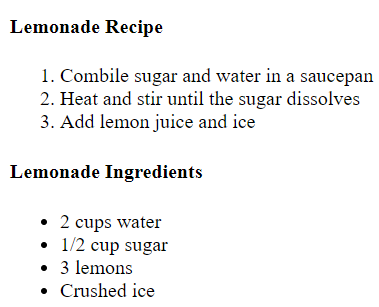 Lemonade Recipe
1. Combile sugar and water in a saucepan
2. Heat and stir until the sugar dissolves
3. Add lemon juice and ice
Lemonade Ingredients
• 2 cups water
• 1/2 cup sugar
• 3 lemons
• Crushed ice